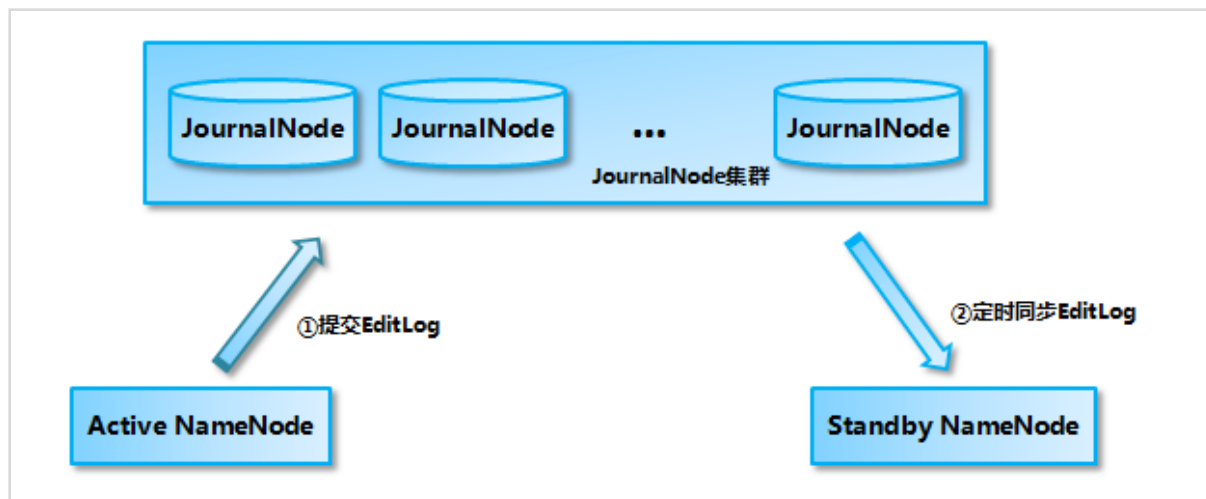 JournalNode JournalNode ... JournalNode
JournalNode集群
①提交EditLog
②定时同步EditLog
Active NameNode
Standby NameNode